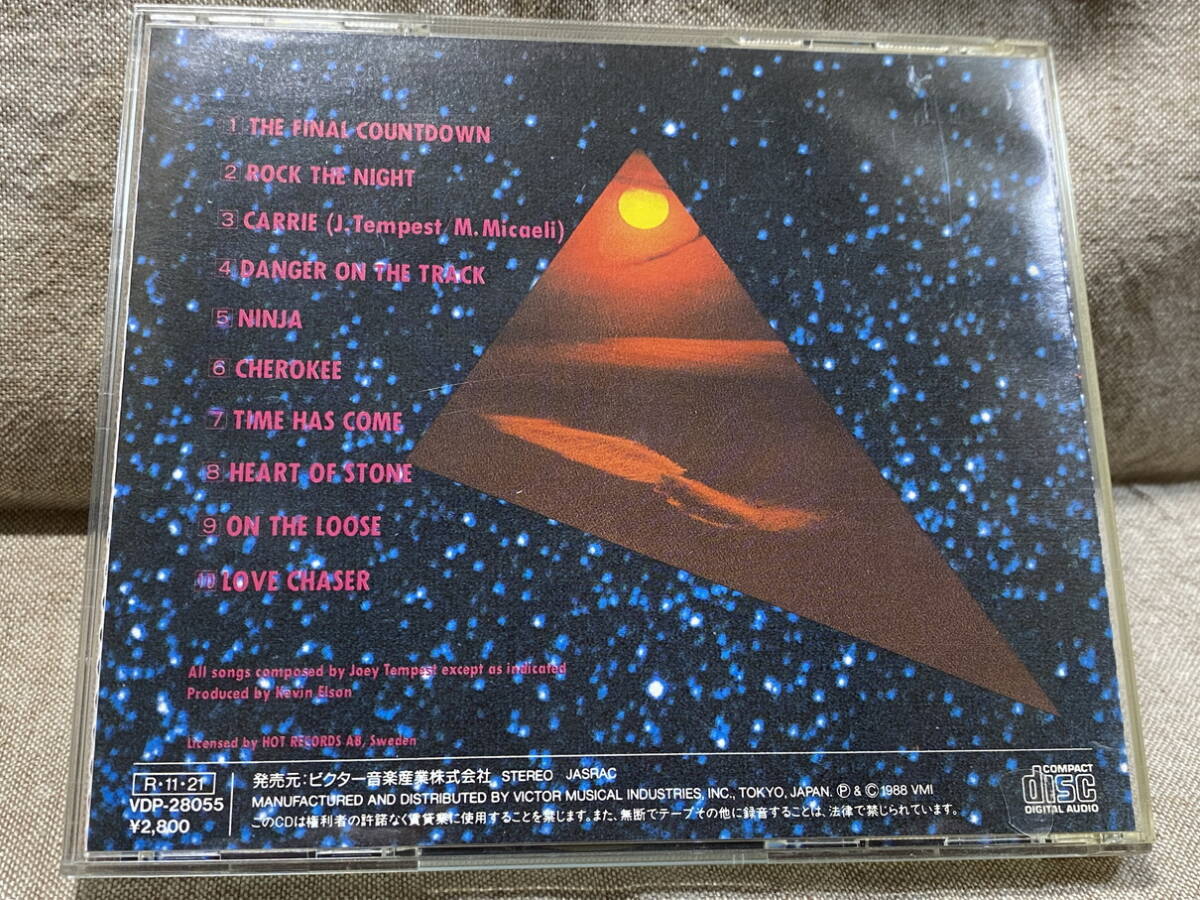 1 THE FINAL COUNTDOWN
2 ROCK THE NIGHT
3 CARRIE (J.Tempest/M.Micaeli)
4 DANGER ON THE TRACK
5 NINJA
6 CHEROKEE
7 TIME HAS COME
8 HEART OF STONE
9 ON THE LOOSE
10 LOVE CHASER
All songs composed by Joey Tempest except as indicated
Produced by Kevin Elson
Licensed by HOT RECORDS AB, Sweden
R・11・21
VDP-28055
¥2,800
発売元:ビクター音楽産業株式会社 STEREO JASRAC
MANUFACTURED AND DISTRIBUTED BY VICTOR MUSICAL INDUSTRIES, INC., TOKYO, JAPAN. Ⓟ & © 1988 VMI
このCDは権利者の許諾なく賃貸業に使用することを禁じます。また、無断でテープその他に録音することは、法律で禁じられています。
COMPACT
disc
DIGITAL AUDIO